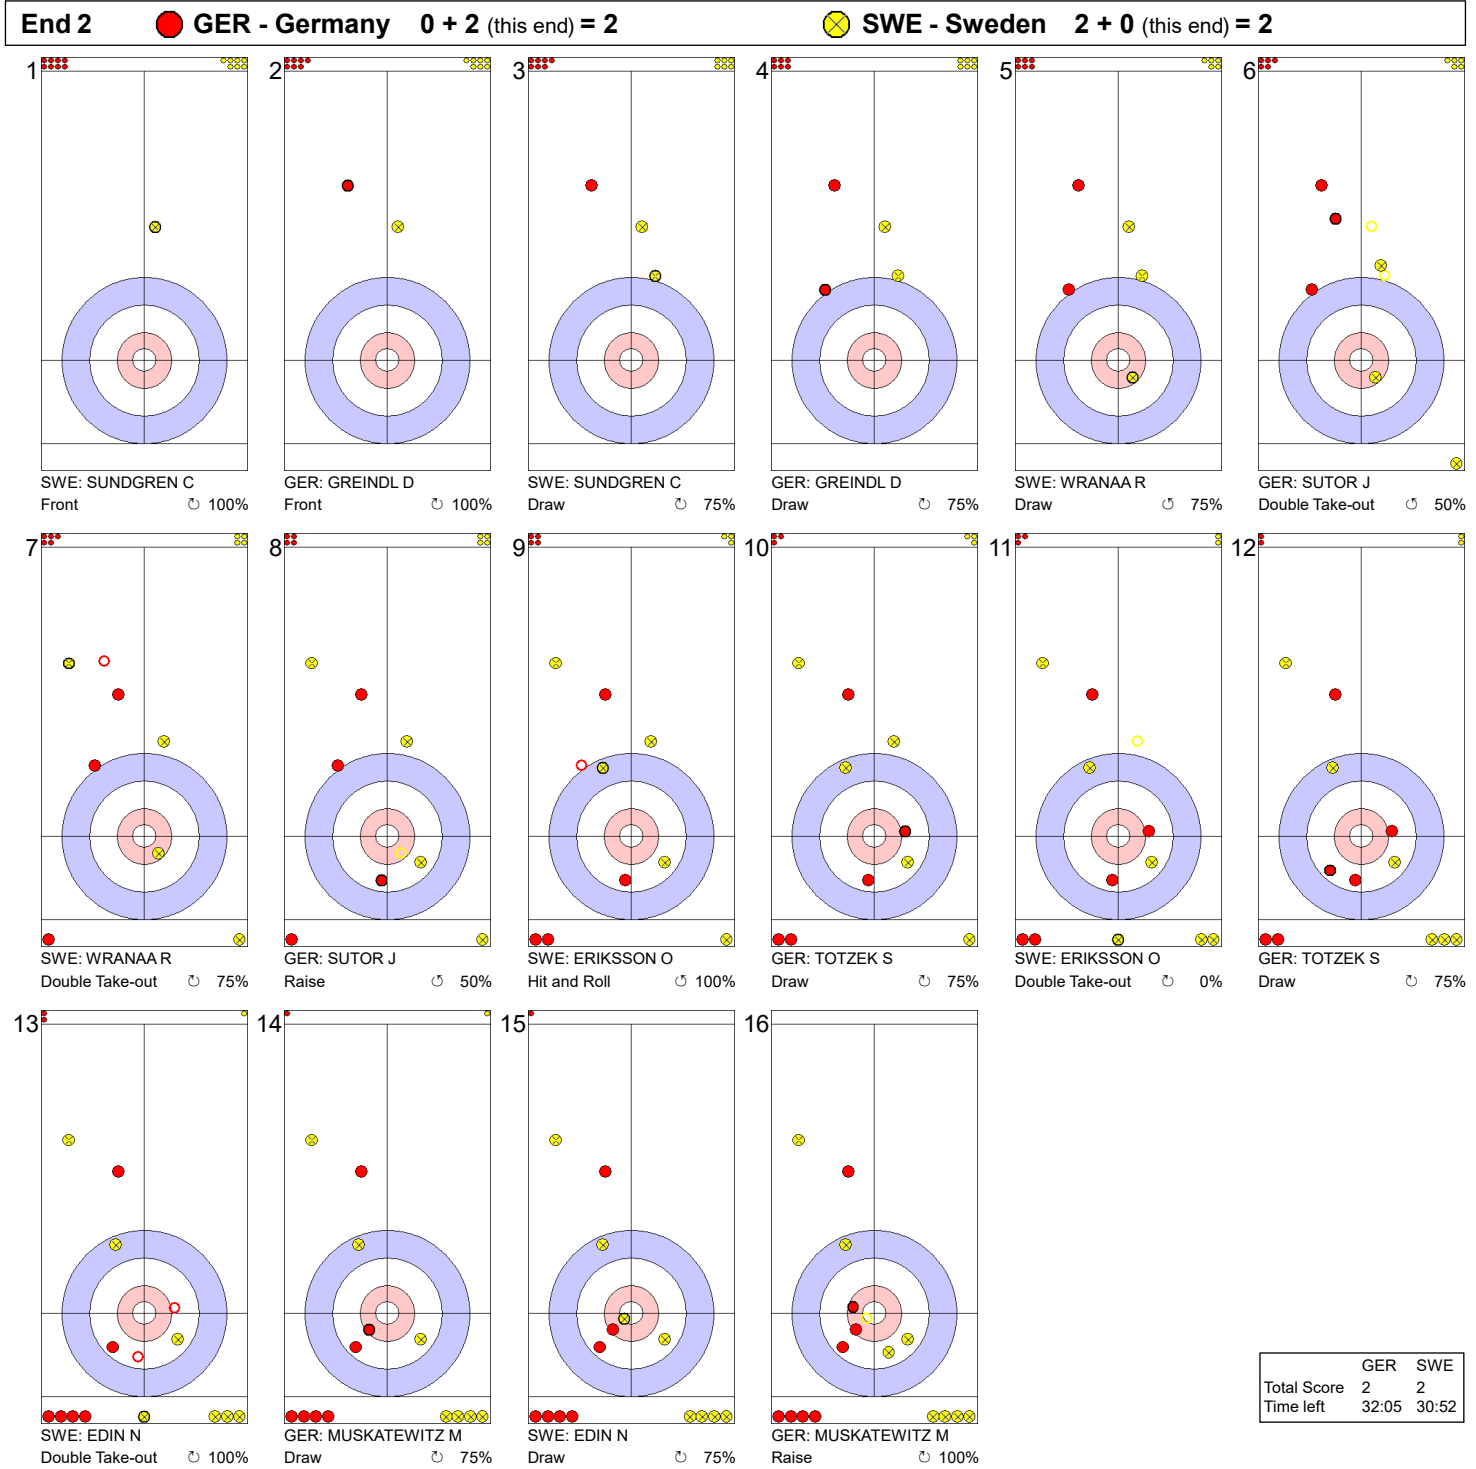 End 2 GER - Germany 0 + 2 (this end) = 2 SWE - Sweden 2 + 0 (this end) = 2
1 2 3 4 5 6
SWE: SUNDGREN C GER: GREINDL D SWE: SUNDGREN C GER: GREINDL D SWE: WRANAA R GER: SUTOR J
Front ↻ 100% Front ↻ 100% Draw ↺ 75% Draw ↺ 75% Draw ↻ 75% Double Take-out ↺ 50%
7 8 9 10 11 12
SWE: WRANAA R GER: SUTOR J SWE: ERIKSSON O GER: TOTZEK S SWE: ERIKSSON O GER: TOTZEK S
Double Take-out ↻ 75% Raise ↻ 50% Hit and Roll ↺ 100% Draw ↻ 75% Double Take-out ↻ 0% Draw ↻ 75%
13 14 15 16
SWE: EDIN N GER: MUSKATEWITZ M SWE: EDIN N GER: MUSKATEWITZ M
Double Take-out ↻ 100% Draw ↻ 75% Draw ↻ 75% Raise ↻ 100%
GER SWE
Total Score 2 2
Time left 32:05 30:52